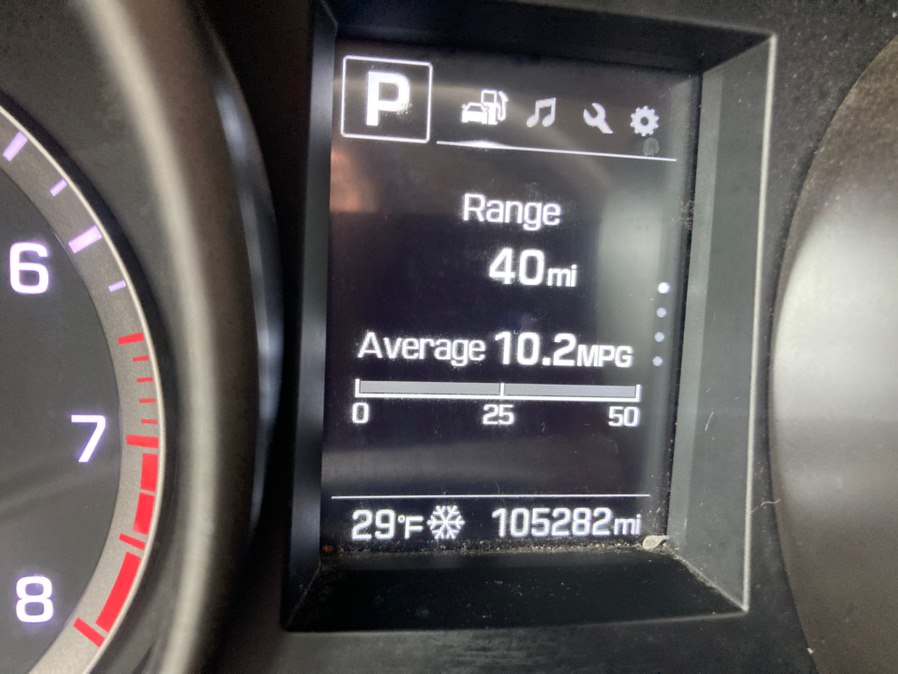 P
Range
40mi
Average 10.2MPG
0 25 50
29°F 105282mi
6
7
8